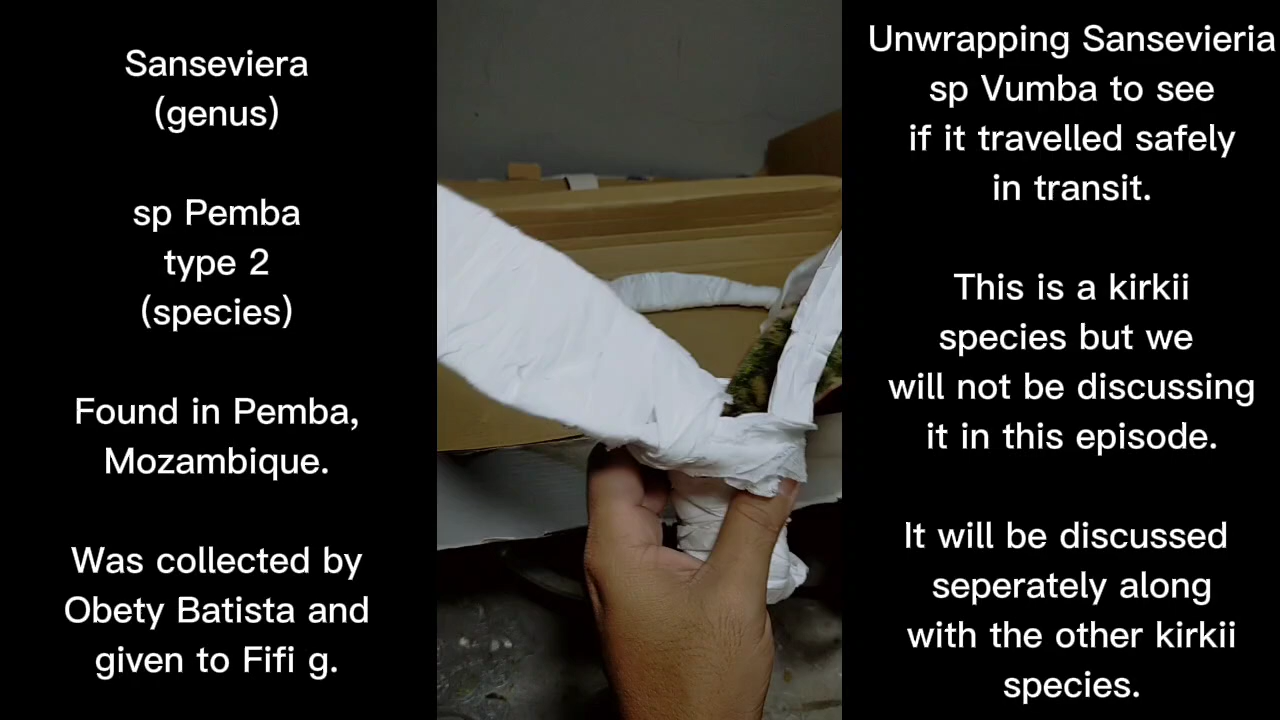 Sanseviera
(genus)
sp Pemba
type 2
(species)
Found in Pemba,
Mozambique.
Was collected by
Obety Batista and
given to Fifi g.
Unwrapping Sansevieria
sp Vumba to see
if it travelled safely
in transit.
This is a kirkii
species but we
will not be discussing
it in this episode.
It will be discussed
seperately along
with the other kirkii
species.